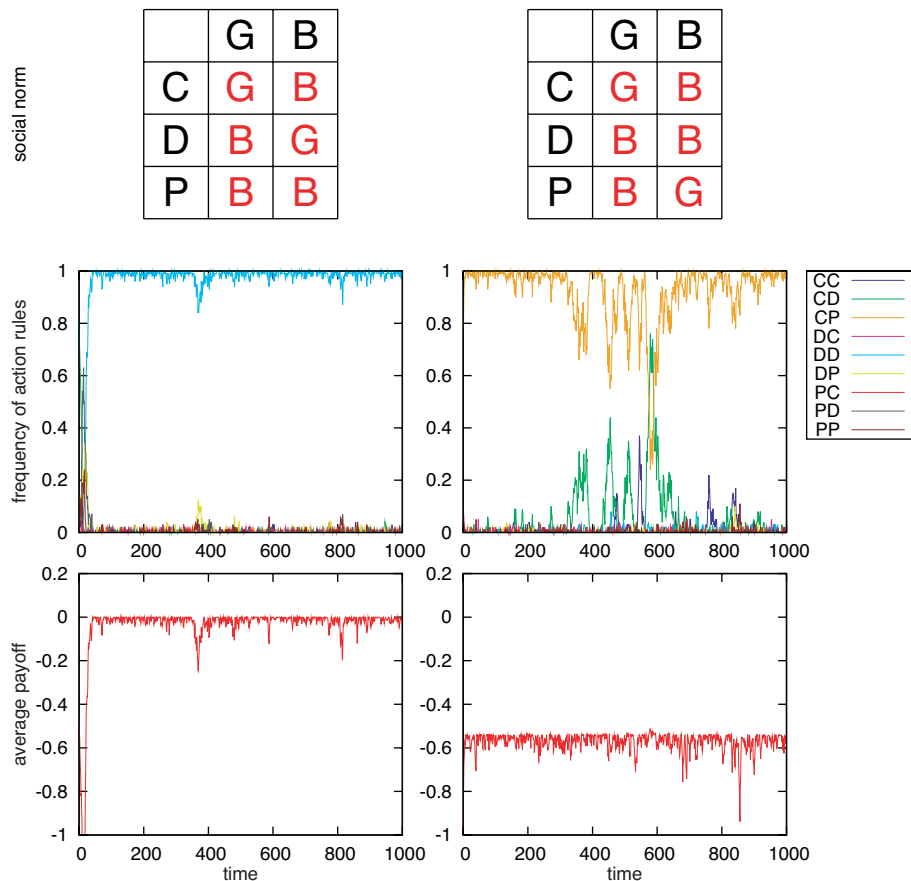 social norm
G B
C G B
D B G
P B B
G B
C G B
D B B
P B G
frequency of action rules
1
0.8
0.6
0.4
0.2
0
0 200 400 600 800 1000
1
0.8
0.6
0.4
0.2
0
0 200 400 600 800 1000
CC
CD
CP
DC
DD
DP
PC
PD
PP
average payoff
0.2
0
-0.2
-0.4
-0.6
-0.8
-1
0 200 400 600 800 1000
time
0.2
0
-0.2
-0.4
-0.6
-0.8
-1
0 200 400 600 800 1000
time